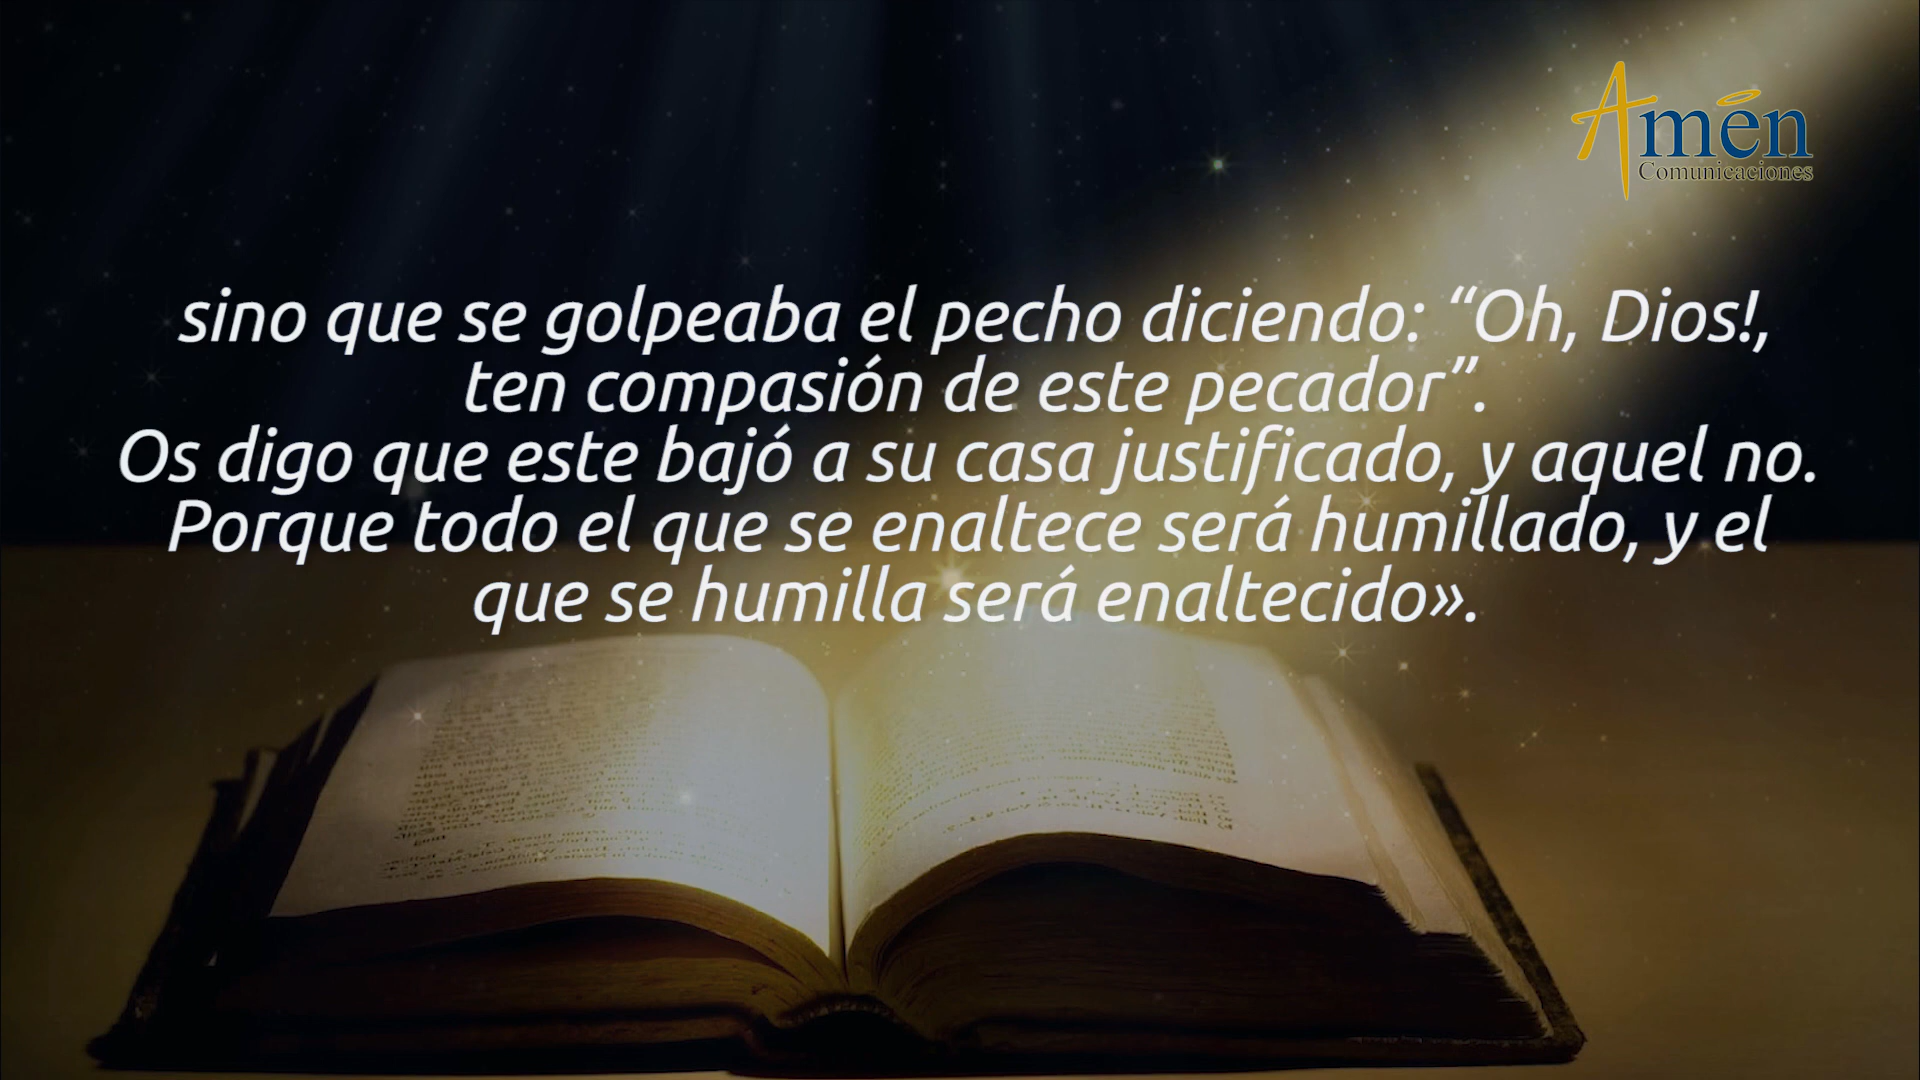 Amén
Comunicaciones
sino que se golpeaba el pecho diciendo: “Oh, Dios!,
ten compasión de este pecador”.
Os digo que este bajó a su casa justificado, y aquel no.
Porque todo el que se enaltece será humillado, y el
que se humilla será enaltecido».